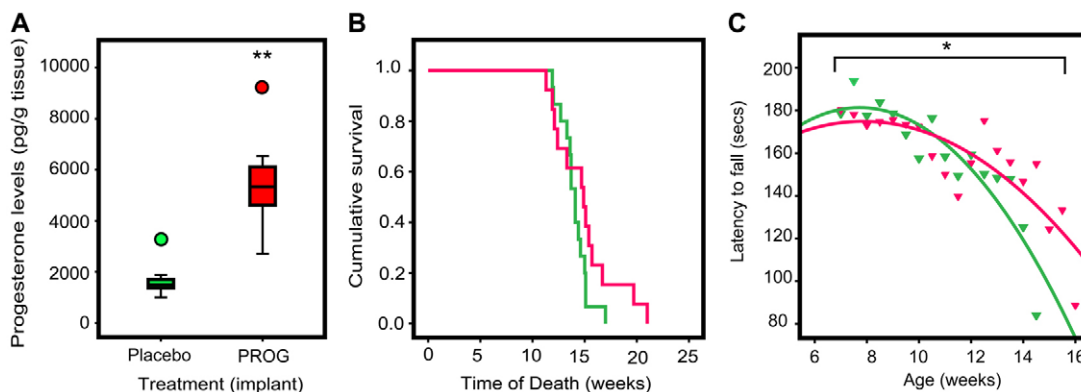 A
Progesterone levels (pg/g tissue)
10000
8000
6000
4000
2000
0
**
Placebo
PROG
Treatment (implant)
B
Cumulative survival
1.0
0.8
0.6
0.4
0.2
0.0
0 5 10 15 20 25
Time of Death (weeks)
C
Latency to fall (secs)
200
180
160
140
120
100
80
*
6 8 10 12 14 16
Age (weeks)